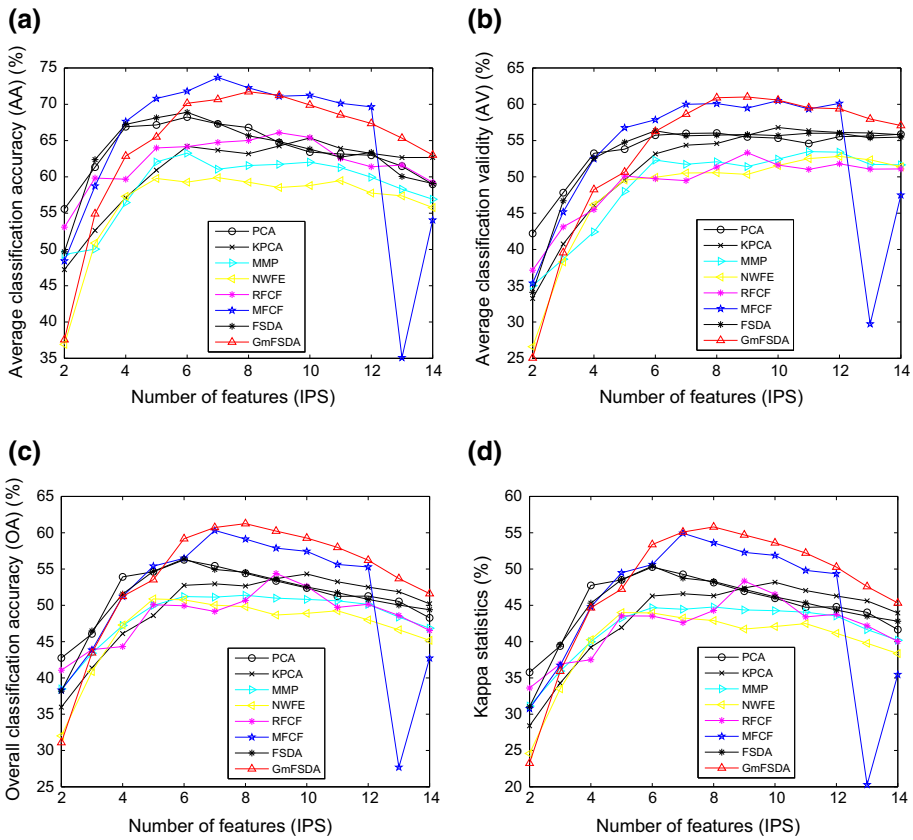 (a)
Average classification accuracy (AA) (%)
75
70
65
60
55
50
45
40
35
2 4 6 8 10 12 14
Number of features (IPS)
PCA
KPCA
MMP
NWFE
RFCF
MFCF
FSDA
GmFSDA
(b)
Average classification validity (AV) (%)
65
60
55
50
45
40
35
30
25
2 4 6 8 10 12 14
Number of features (IPS)
PCA
KPCA
MMP
NWFE
RFCF
MFCF
FSDA
GmFSDA
(c)
Overall classification accuracy (OA) (%)
65
60
55
50
45
40
35
30
25
2 4 6 8 10 12 14
Number of features (IPS)
PCA
KPCA
MMP
NWFE
RFCF
MFCF
FSDA
GmFSDA
(d)
Kappa statistics (%)
60
55
50
45
40
35
30
25
20
2 4 6 8 10 12 14
Number of features (IPS)
PCA
KPCA
MMP
NWFE
RFCF
MFCF
FSDA
GmFSDA